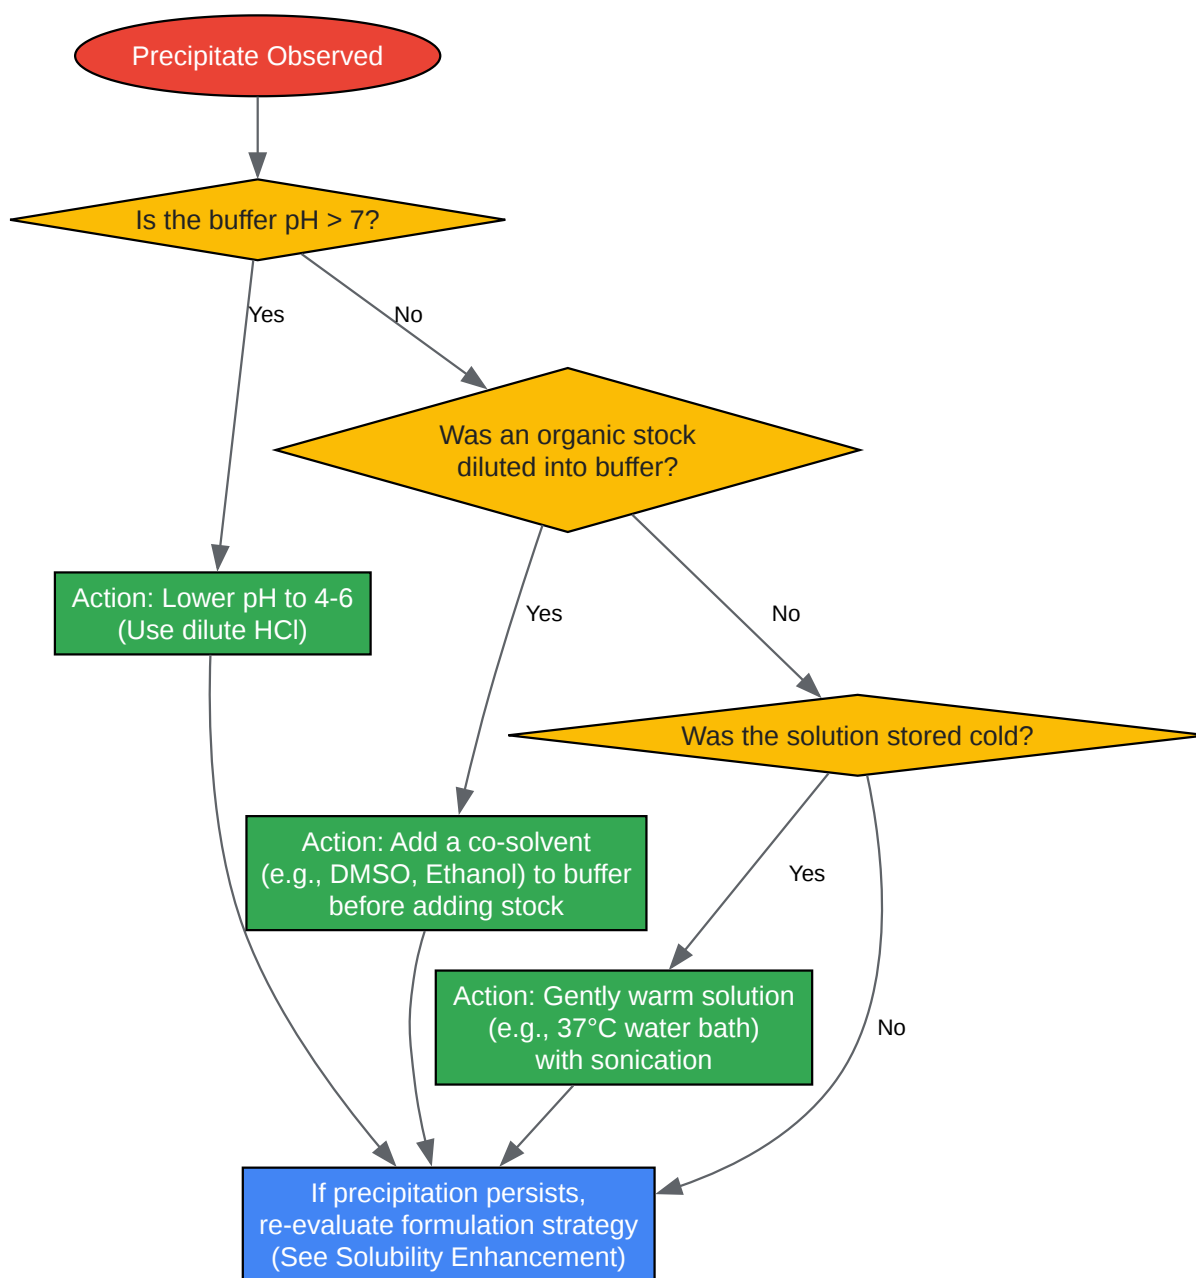 Precipitate Observed
Is the buffer pH > 7?
Yes
No
Was an organic stock
diluted into buffer?
Action: Lower pH to 4-6
(Use dilute HCl)
Yes
No
Was the solution stored cold?
Action: Add a co-solvent
(e.g., DMSO, Ethanol) to buffer
before adding stock
Yes
Action: Gently warm solution
(e.g., 37°C water bath)
with sonication
No
If precipitation persists,
re-evaluate formulation strategy
(See Solubility Enhancement)